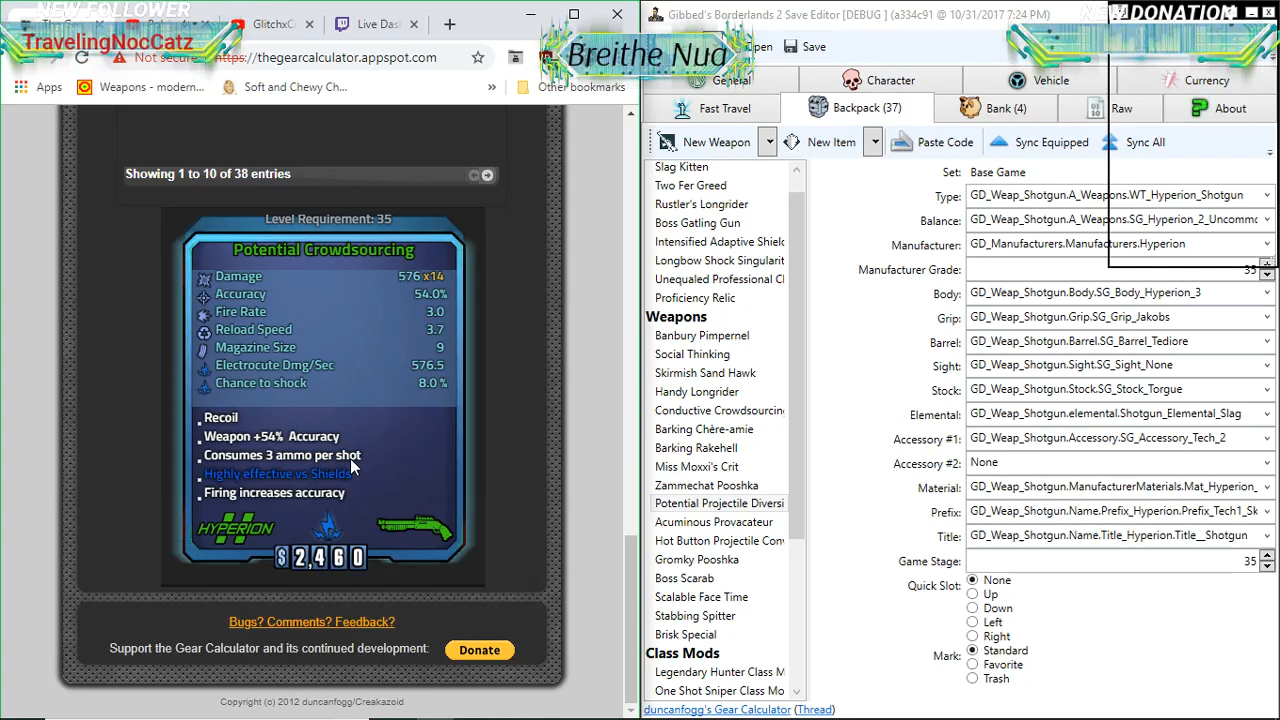 NEW FOLLOWER
TravelingNocCatz
GlitchxC
Live Das
Not secure
https://thegearcalculator.appspot.com
Apps
Weapons - modern...
Soft and Chewy Ch...
»
Other bookmarks
Breithe Nua
Showing 1 to 10 of 38 entries
Level Requirement: 35
Potential Crowdsourcing
Damage 576 x14
Accuracy 54.0%
Fire Rate 3.0
Reload Speed 3.7
Magazine Size 9
Electrocute Dmg/Sec 576.5
Chance to shock 8.0 %
Recoil
Weapon +54% Accuracy
Consumes 3 ammo per shot
Highly effective vs Shields
Firing increases accuracy
HYPERION
$ 2,460
Bugs? Comments? Feedback?
Support the Gear Calculator and its continued development. Donate
Copyright (c) 2012 duncanfogg/Creakazoid
Gibbed's Borderlands 2 Save Editor [DEBUG ] (a334c91 @ 10/31/2017 7:24 PM)
NEW DONATION
Open Save
General Character Vehicle Currency
Fast Travel Backpack (37) Bank (4) Raw About
New Weapon New Item Paste Code Sync Equipped Sync All
Slag Kitten
Two Fer Greed
Rustler's Longrider
Boss Gatling Gun
Intensified Adaptive Shiel
Longbow Shock Singularit
Unequaled Professional Cl
Proficiency Relic
Weapons
Banbury Pimpernel
Social Thinking
Skirmish Sand Hawk
Handy Longrider
Conductive Crowdsourcing
Barking Chère-amie
Barking Rakehell
Miss Moxxi's Crit
Zammechat Pooshka
Potential Projectile Diversi
Acuminous Provacateur
Hot Button Projectile Con
Gromky Pooshka
Boss Scarab
Scalable Face Time
Stabbing Spitter
Brisk Special
Class Mods
Legendary Hunter Class M
One Shot Sniper Class Mo
Set: Base Game
Type: GD_Weap_Shotgun.A_Weapons.WT_Hyperion_Shotgun
Balance: GD_Weap_Shotgun.A_Weapons.SG_Hyperion_2_Uncommo
Manufacturer: GD_Manufacturers.Manufacturers.Hyperion
Manufacturer Grade: 35
Body: GD_Weap_Shotgun.Body.SG_Body_Hyperion_3
Grip: GD_Weap_Shotgun.Grip.SG_Grip_Jakobs
Barrel: GD_Weap_Shotgun.Barrel.SG_Barrel_Tediore
Sight: GD_Weap_Shotgun.Sight.SG_Sight_None
Stock: GD_Weap_Shotgun.Stock.SG_Stock_Torgue
Elemental: GD_Weap_Shotgun.elemental.Shotgun_Elemental_Slag
Accessory #1: GD_Weap_Shotgun.Accessory.SG_Accessory_Tech_2
Accessory #2: None
Material: GD_Weap_Shotgun.ManufacturerMaterials.Mat_Hyperion_
Prefix: GD_Weap_Shotgun.Name.Prefix_Hyperion.Prefix_Tech1_Sk
Title: GD_Weap_Shotgun.Name.Title_Hyperion.Title__Shotgun
Game Stage: 35
Quick Slot: None
Up
Down
Left
Right
Mark: Standard
Favorite
Trash
duncanfogg's Gear Calculator (Thread)